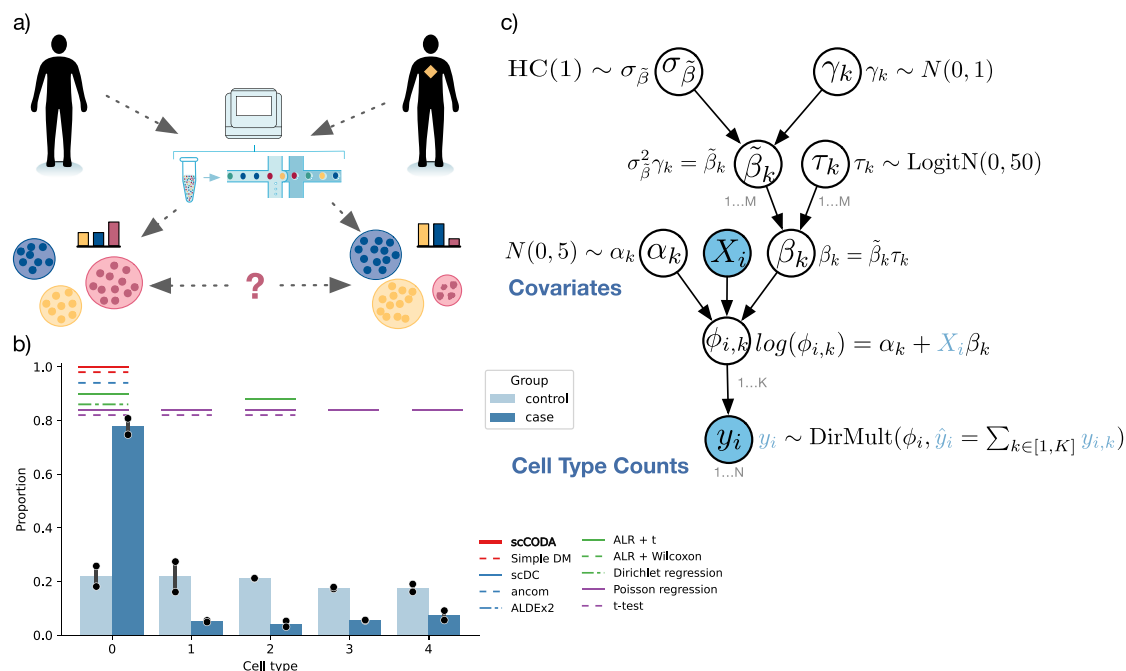 a)
?
b)
1.0
0.8
0.6
0.4
0.2
0.0
Proportion
0 1 2 3 4
Cell type
Group
control
case
scCODA
Simple DM
scDC
ancom
ALDEx2
ALR + t
ALR + Wilcoxon
Dirichlet regression
Poisson regression
t-test
c)
HC(1) ∼ σ_β̃ σ_β̃ γ_k γ_k ∼ N(0, 1)
σ²_β̃ γ_k = β̃_k β̃_k τ_k τ_k ∼ LogitN(0, 50)
1...M 1...M
N(0, 5) ∼ α_k α_k X_i β_k β_k = β̃_k τ_k
Covariates
ϕ_{i,k} log(ϕ_{i,k}) = α_k + X_i β_k
1...K
y_i y_i ∼ DirMult(ϕ_i, ŷ_i = ∑_{k∈[1,K]} y_{i,k})
Cell Type Counts
1...N